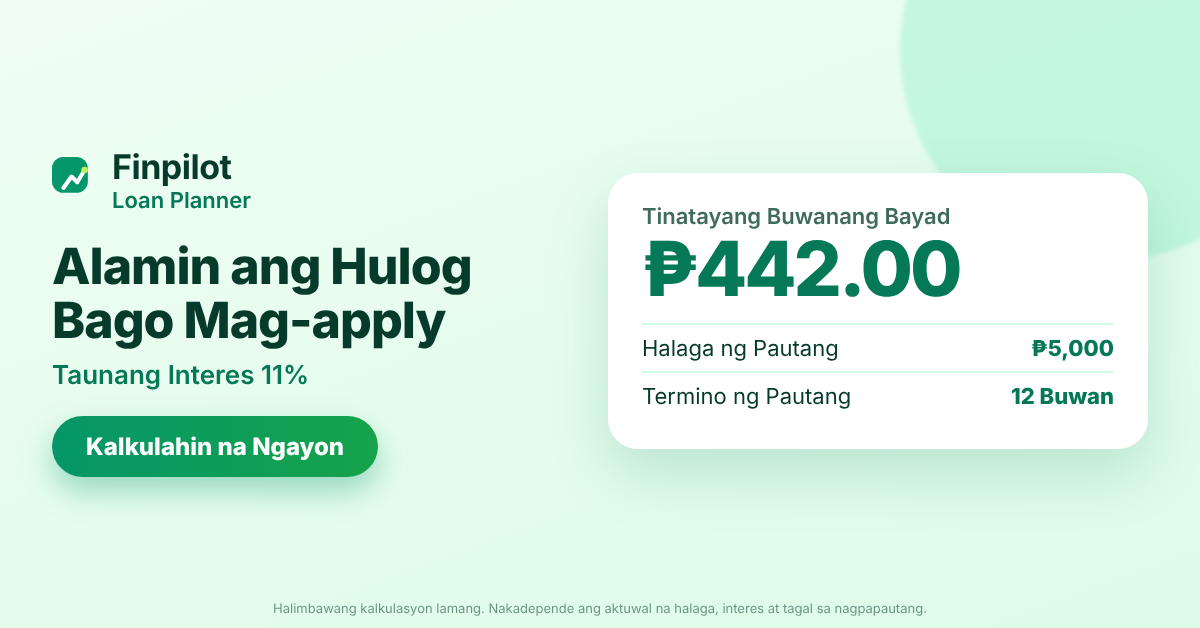 Finpilot
Loan Planner
Alamin ang Hulog
Bago Mag-apply
Taunang Interes 11%
Kalkulahin na Ngayon
Tinatayang Buwanang Bayad
₱442.00
Halaga ng Pautang ₱5,000
Termino ng Pautang 12 Buwan
Halimbawang kalkulasyon lamang. Nakadepende ang aktuwal na halaga, interes at tagal sa nagpapautang.